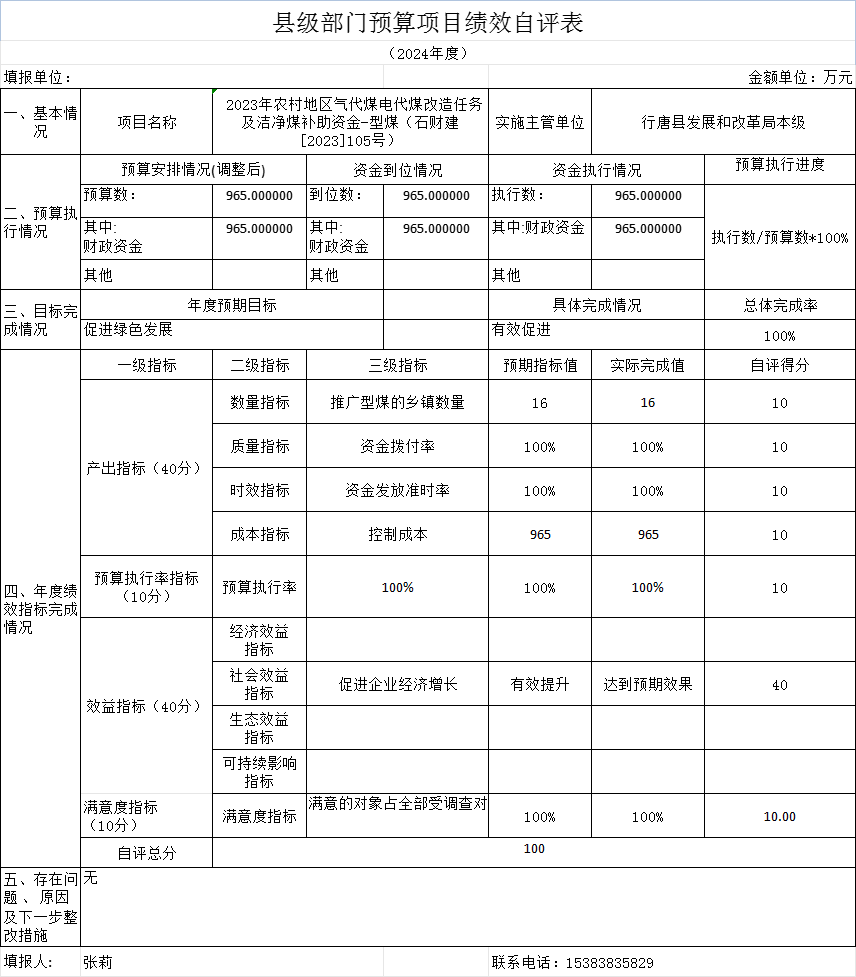 县级部门预算项目绩效自评表
（2024年度）
填报单位： 金额单位：万元
一、基本情况 项目名称 2023年农村地区气代煤电代煤改造任务及洁净煤补助资金-型煤（石财建[2023]105号） 实施主管单位 行唐县发展和改革局本级
二、预算执行情况 预算安排情况(调整后) 资金到位情况 资金执行情况 预算执行进度
预算数： 965.000000 到位数： 965.000000 执行数： 965.000000 执行数/预算数*100%
其中:财政资金 965.000000 其中:财政资金 965.000000 其中:财政资金 965.000000
其他 其他 其他
三、目标完成情况 年度预期目标 具体完成情况 总体完成率
促进绿色发展 有效促进 100%
四、年度绩效指标完成情况 一级指标 二级指标 三级指标 预期指标值 实际完成值 自评得分
产出指标（40分） 数量指标 推广型煤的乡镇数量 16 16 10
质量指标 资金拨付率 100% 100% 10
时效指标 资金发放准时率 100% 100% 10
成本指标 控制成本 965 965 10
预算执行率指标（10分） 预算执行率 100% 100% 100% 10
效益指标（40分） 经济效益指标
社会效益指标 促进企业经济增长 有效提升 达到预期效果 40
生态效益指标
可持续影响指标
满意度指标（10分） 满意度指标 满意的对象占全部受调查对 100% 100% 10.00
自评总分 100
五、存在问题、原因及下一步整改措施 无
填报人: 张莉 联系电话：15383835829